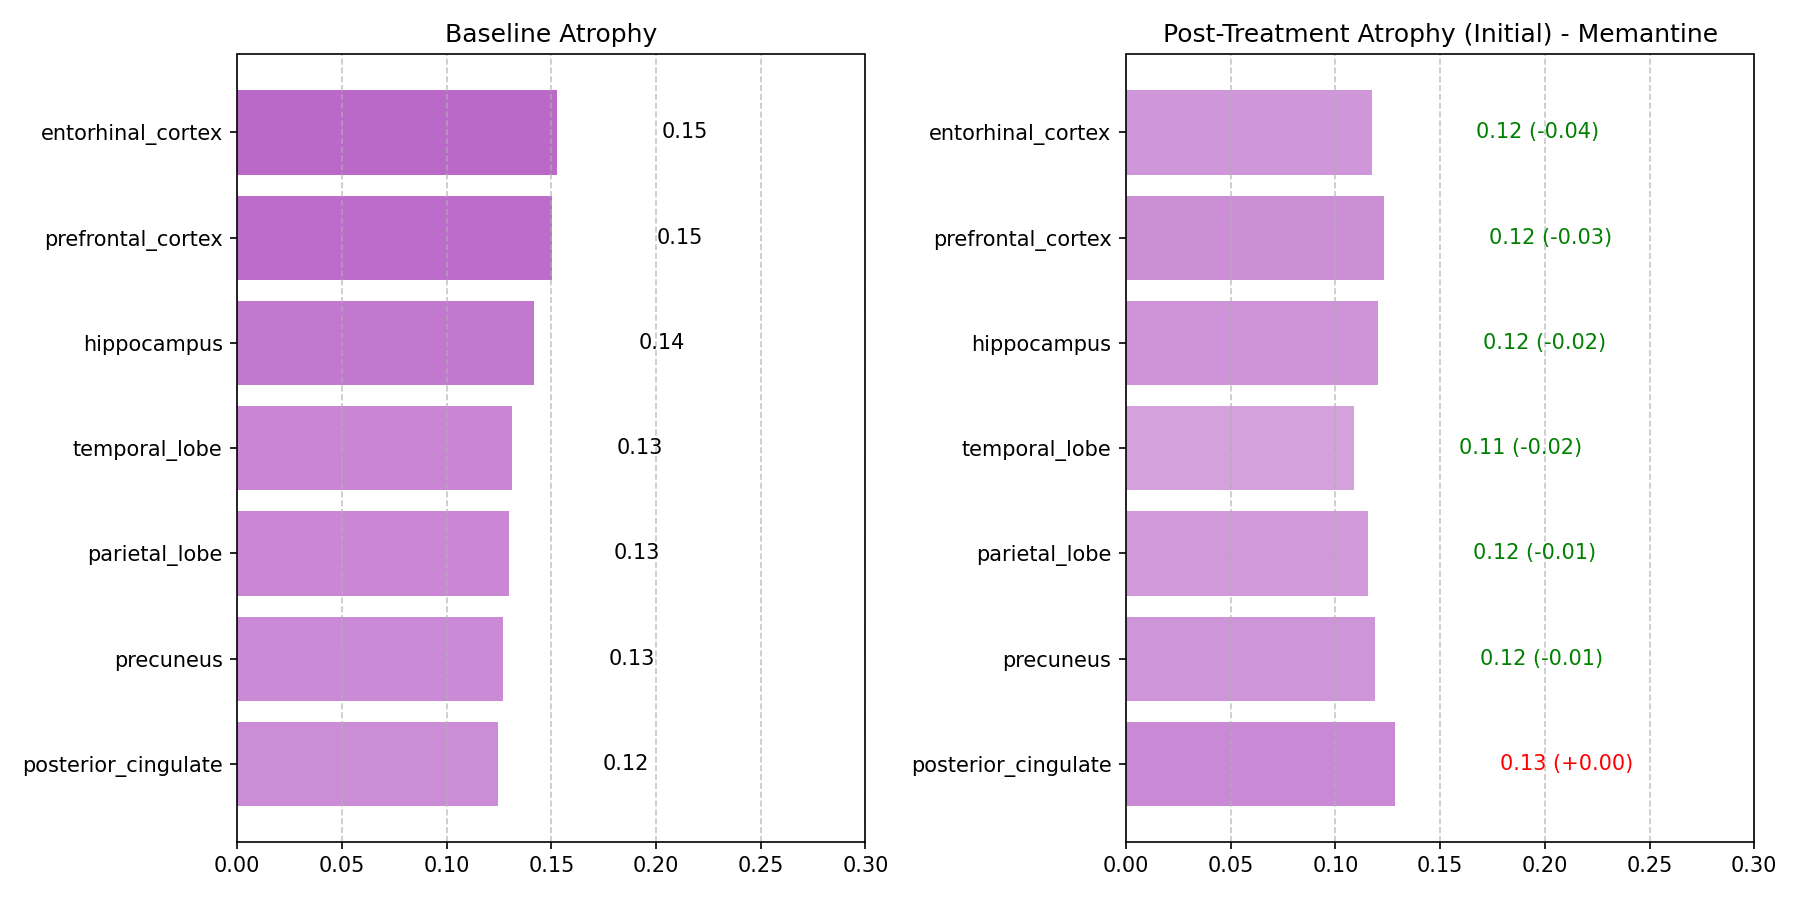 Baseline Atrophy
entorhinal_cortex
0.15
prefrontal_cortex
0.15
hippocampus
0.14
temporal_lobe
0.13
parietal_lobe
0.13
precuneus
0.13
posterior_cingulate
0.12
0.00 0.05 0.10 0.15 0.20 0.25 0.30
Post-Treatment Atrophy (Initial) - Memantine
entorhinal_cortex
0.12 (-0.04)
prefrontal_cortex
0.12 (-0.03)
hippocampus
0.12 (-0.02)
temporal_lobe
0.11 (-0.02)
parietal_lobe
0.12 (-0.01)
precuneus
0.12 (-0.01)
posterior_cingulate
0.13 (+0.00)
0.00 0.05 0.10 0.15 0.20 0.25 0.30